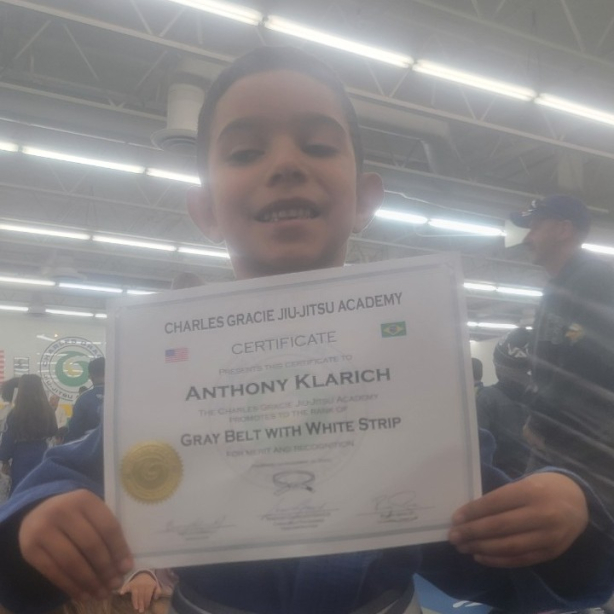 CHARLES GRACIE JIU-JITSU ACADEMY
CERTIFICATE
PRESENTS THIS CERTIFICATE TO
ANTHONY KLARICH
THE CHARLES GRACIE JIU-JITSU ACADEMY
PROMOTES TO THE RANK OF
GRAY BELT WITH WHITE STRIP
FOR MERIT AND RECOGNITION